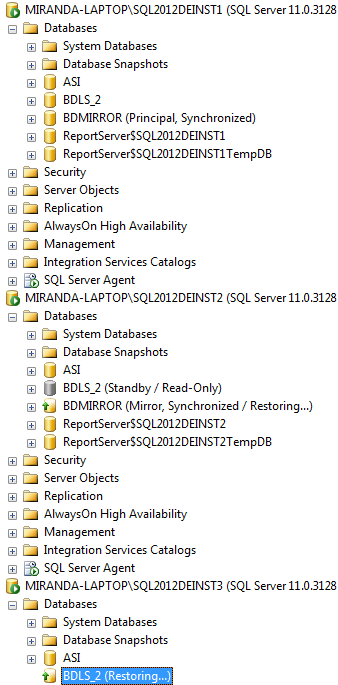 MIRANDA-LAPTOP\SQL2012DEINST1 (SQL Server 11.0.3128
Databases
System Databases
Database Snapshots
ASI
BDLS_2
BDMIRROR (Principal, Synchronized)
ReportServer$SQL2012DEINST1
ReportServer$SQL2012DEINST1TempDB
Security
Server Objects
Replication
AlwaysOn High Availability
Management
Integration Services Catalogs
SQL Server Agent
MIRANDA-LAPTOP\SQL2012DEINST2 (SQL Server 11.0.3128
Databases
System Databases
Database Snapshots
ASI
BDLS_2 (Standby / Read-Only)
BDMIRROR (Mirror, Synchronized / Restoring...)
ReportServer$SQL2012DEINST2
ReportServer$SQL2012DEINST2TempDB
Security
Server Objects
Replication
AlwaysOn High Availability
Management
Integration Services Catalogs
SQL Server Agent
MIRANDA-LAPTOP\SQL2012DEINST3 (SQL Server 11.0.3128
Databases
System Databases
Database Snapshots
ASI
BDLS_2 (Restoring...)